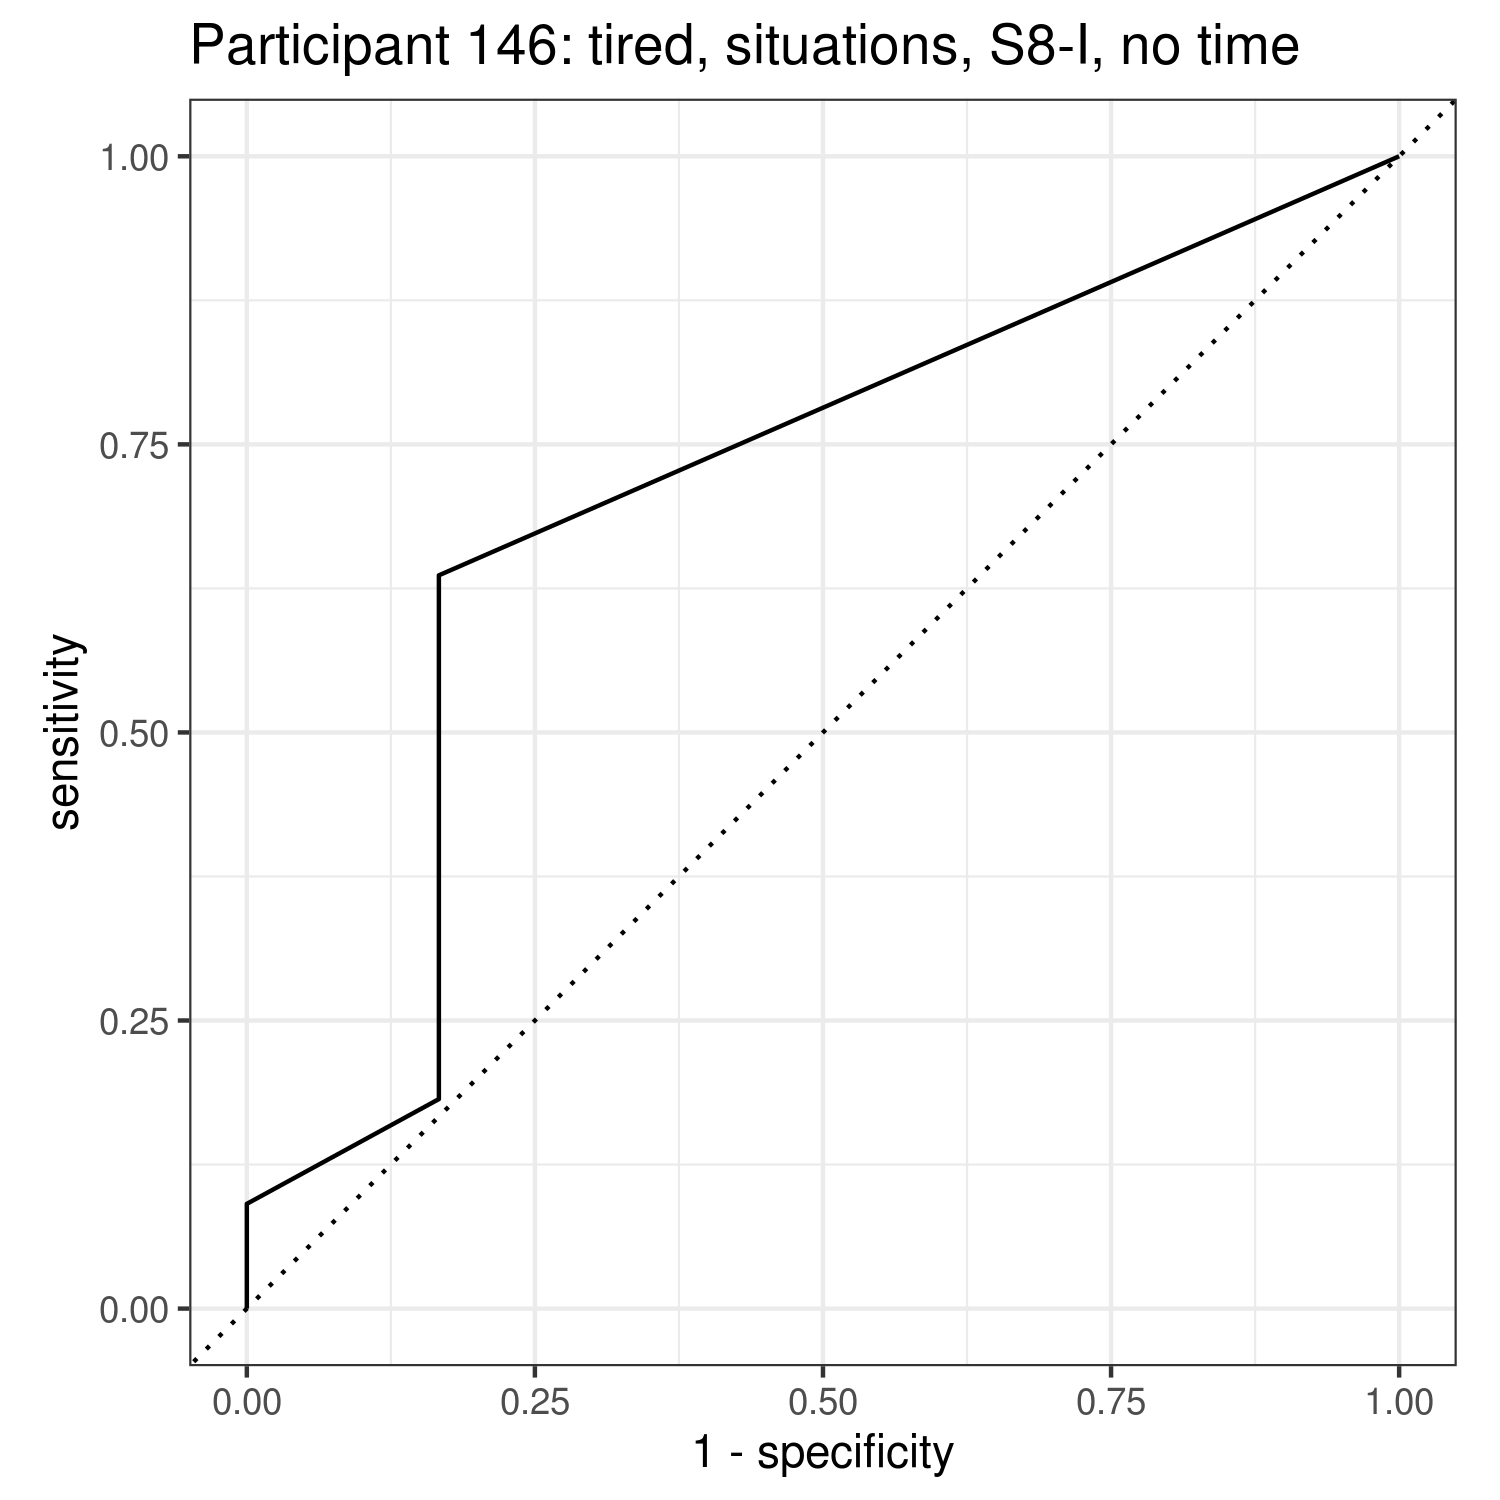 Participant 146: tired, situations, S8-I, no time
sensitivity
1.00
0.75
0.50
0.25
0.00
0.00 0.25 0.50 0.75 1.00
1 - specificity